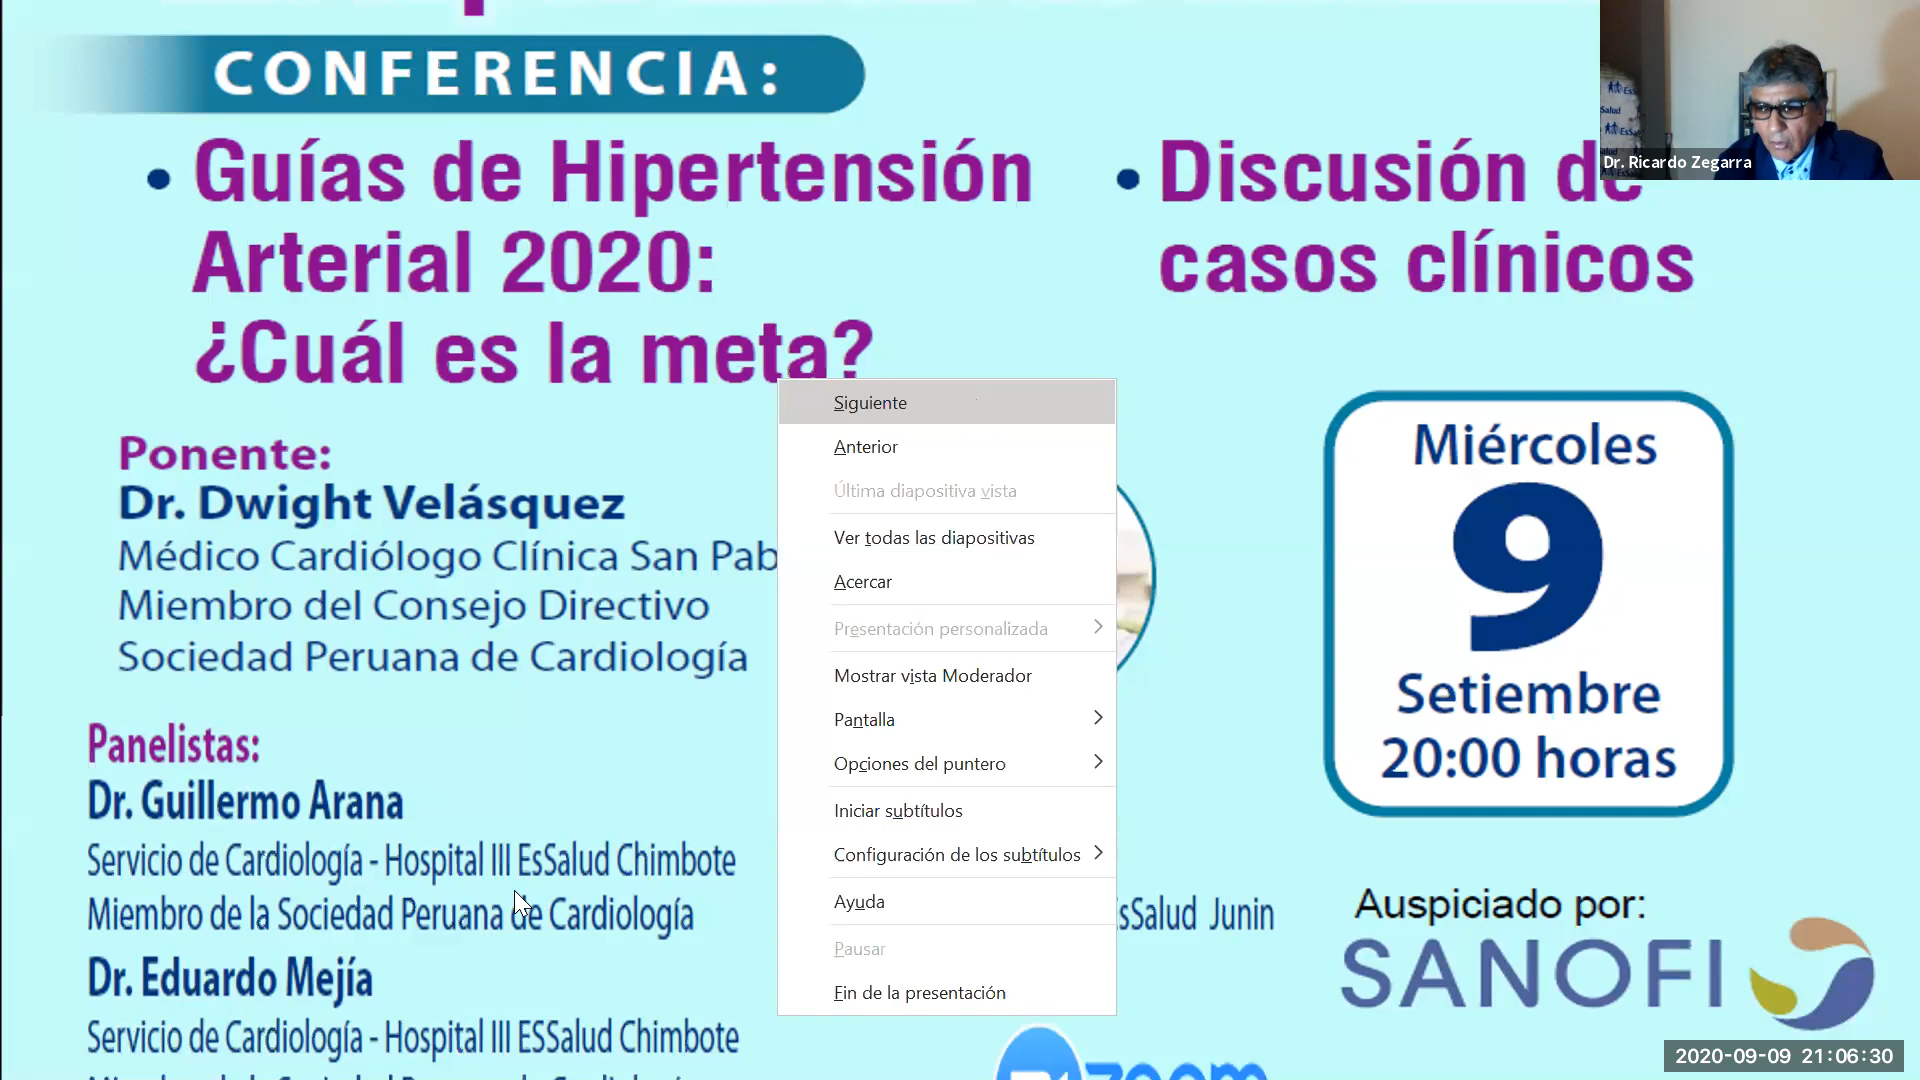 CONFERENCIA:
• Guías de Hipertensión
Arterial 2020:
¿Cuál es la meta?
• Discusión de
casos clínicos
Dr. Ricardo Zegarra
EsSalud
Ponente:
Dr. Dwight Velásquez
Médico Cardiólogo Clínica San Pab
Miembro del Consejo Directivo
Sociedad Peruana de Cardiología
Panelistas:
Dr. Guillermo Arana
Servicio de Cardiología - Hospital III EsSalud Chimbote
Miembro de la Sociedad Peruana de Cardiología
Dr. Eduardo Mejía
Servicio de Cardiología - Hospital III ESSalud Chimbote
Siguiente
Anterior
Última diapositiva vista
Ver todas las diapositivas
Acercar
Presentación personalizada
Mostrar vista Moderador
Pantalla
Opciones del puntero
Iniciar subtítulos
Configuración de los subtítulos
Ayuda
Pausar
Fin de la presentación
sSalud Junin
Miércoles
9
Setiembre
20:00 horas
Auspiciado por:
SANOFI
zoom
2020-09-09 21:06:30